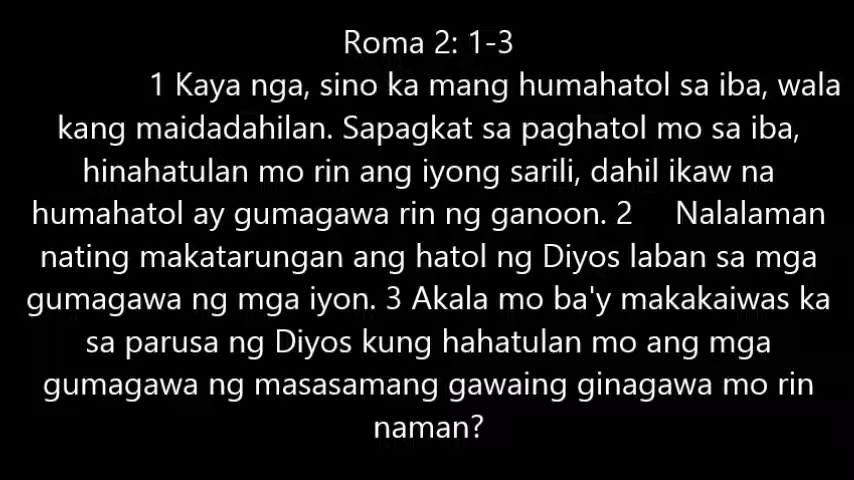 Roma 2: 1-3
1 Kaya nga, sino ka mang humahatol sa iba, wala
kang maidadahilan. Sapagkat sa paghatol mo sa iba,
hinahatulan mo rin ang iyong sarili, dahil ikaw na
humahatol ay gumagawa rin ng ganoon. 2 Nalalaman
nating makatarungan ang hatol ng Diyos laban sa mga
gumagawa ng mga iyon. 3 Akala mo ba'y makakaiwas ka
sa parusa ng Diyos kung hahatulan mo ang mga
gumagawa ng masasamang gawaing ginagawa mo rin
naman?